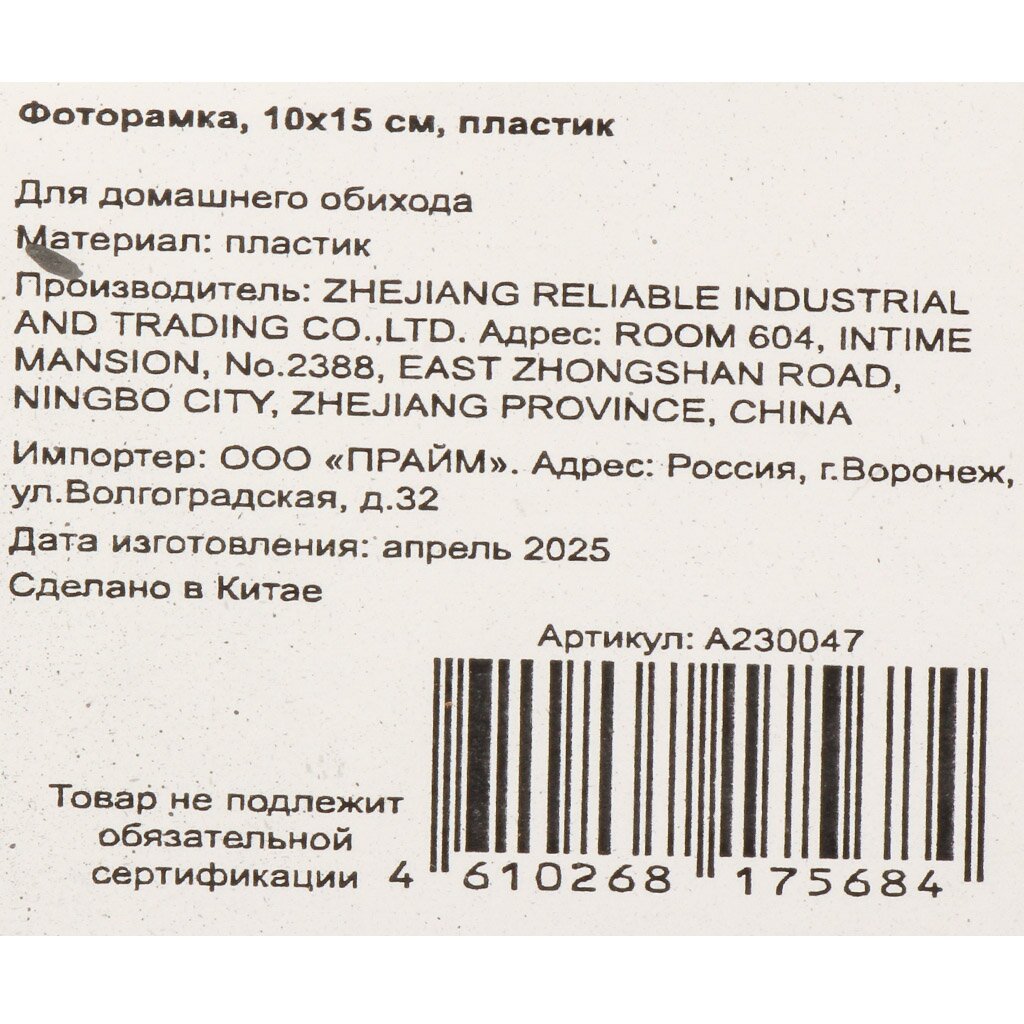 Фоторамка, 10х15 см, пластик
Для домашнего обихода
Материал: пластик
Производитель: ZHEJIANG RELIABLE INDUSTRIAL
AND TRADING CO.,LTD. Адрес: ROOM 604, INTIME
MANSION, No.2388, EAST ZHONGSHAN ROAD,
NINGBO CITY, ZHEJIANG PROVINCE, CHINA
Импортер: ООО «ПРАЙМ». Адрес: Россия, г.Воронеж,
ул.Волгоградская, д.32
Дата изготовления: апрель 2025
Сделано в Китае
Артикул: А230047
Товар не подлежит
обязательной
сертификации
4 610268 175684